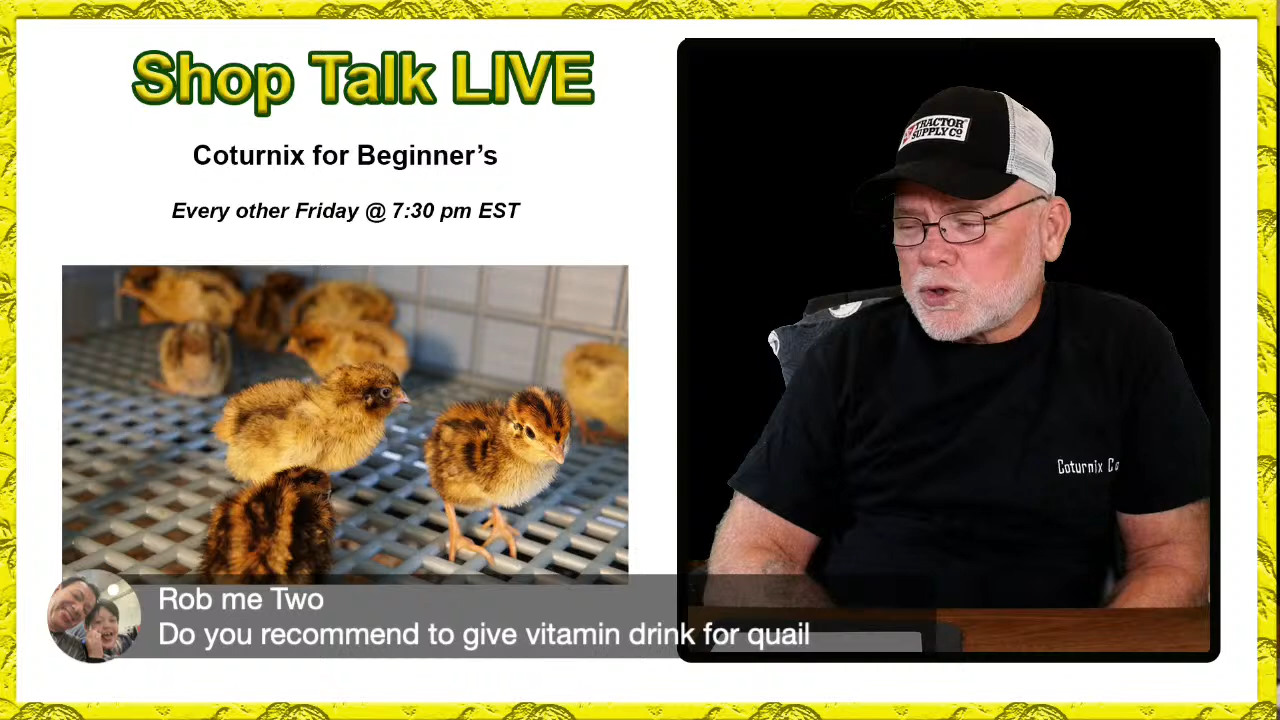 Shop Talk LIVE
Coturnix for Beginner's
Every other Friday @ 7:30 pm EST
TRACTOR
SUPPLY CO
Coturnix Co
Rob me Two
Do you recommend to give vitamin drink for quail